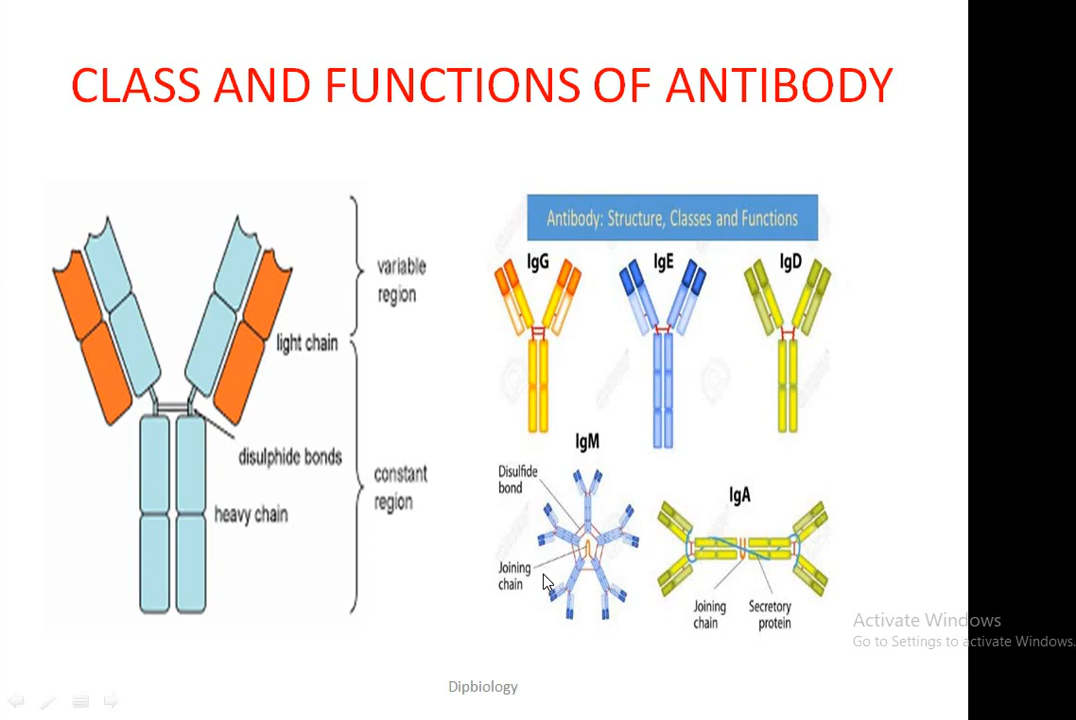 CLASS AND FUNCTIONS OF ANTIBODY
variable
region
light chain
disulphide bonds
constant
region
heavy chain
Antibody: Structure, Classes and Functions
IgG
IgE
IgD
IgM
Disulfide
bond
Joining
chain
IgA
Joining
chain
Secretory
protein
Activate Windows
Go to Settings to activate Windows.
Dipbiology